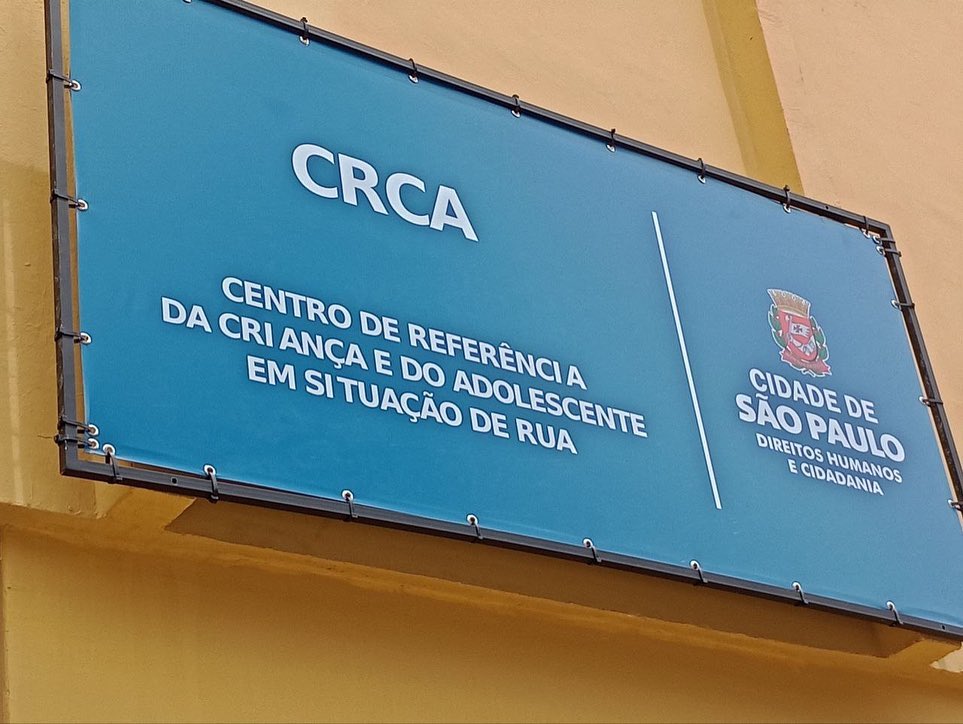 CRCA
CENTRO DE REFERÊNCIA
DA CRIANÇA E DO ADOLESCENTE
EM SITUAÇÃO DE RUA
CIDADE DE
SÃO PAULO
DIREITOS HUMANOS
E CIDADANIA